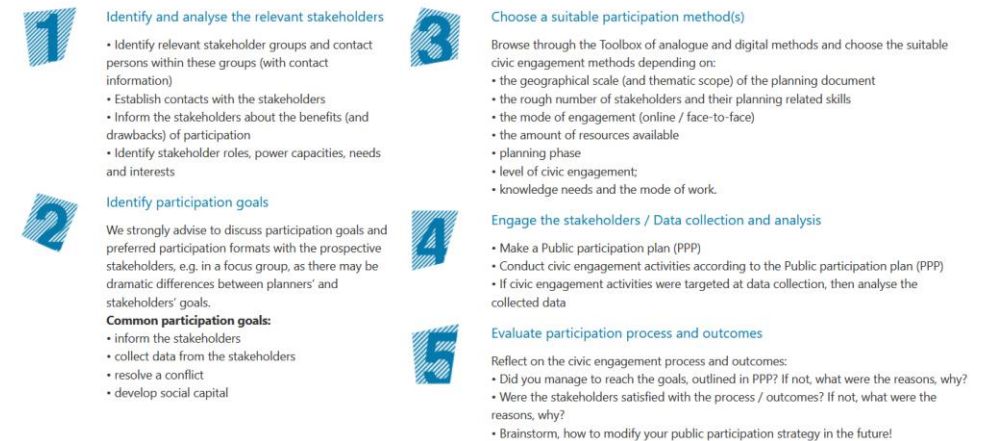 1
Identify and analyse the relevant stakeholders
• Identify relevant stakeholder groups and contact
persons within these groups (with contact
information)
• Establish contacts with the stakeholders
• Inform the stakeholders about the benefits (and
drawbacks) of participation
• Identify stakeholder roles, power capacities, needs
and interests
2
Identify participation goals
We strongly advise to discuss participation goals and
preferred participation formats with the prospective
stakeholders, e.g. in a focus group, as there may be
dramatic differences between planners' and
stakeholders' goals.
Common participation goals:
• inform the stakeholders
• collect data from the stakeholders
• resolve a conflict
• develop social capital
3
Choose a suitable participation method(s)
Browse through the Toolbox of analogue and digital methods and choose the suitable
civic engagement methods depending on:
• the geographical scale (and thematic scope) of the planning document
• the rough number of stakeholders and their planning related skills
• the mode of engagement (online / face-to-face)
• the amount of resources available
• planning phase
• level of civic engagement;
• knowledge needs and the mode of work.
4
Engage the stakeholders / Data collection and analysis
• Make a Public participation plan (PPP)
• Conduct civic engagement activities according to the Public participation plan (PPP)
• If civic engagement activities were targeted at data collection, then analyse the
collected data
5
Evaluate participation process and outcomes
Reflect on the civic engagement process and outcomes:
• Did you manage to reach the goals, outlined in PPP? If not, what were the reasons, why?
• Were the stakeholders satisfied with the process / outcomes? If not, what were the
reasons, why?
• Brainstorm, how to modify your public participation strategy in the future!